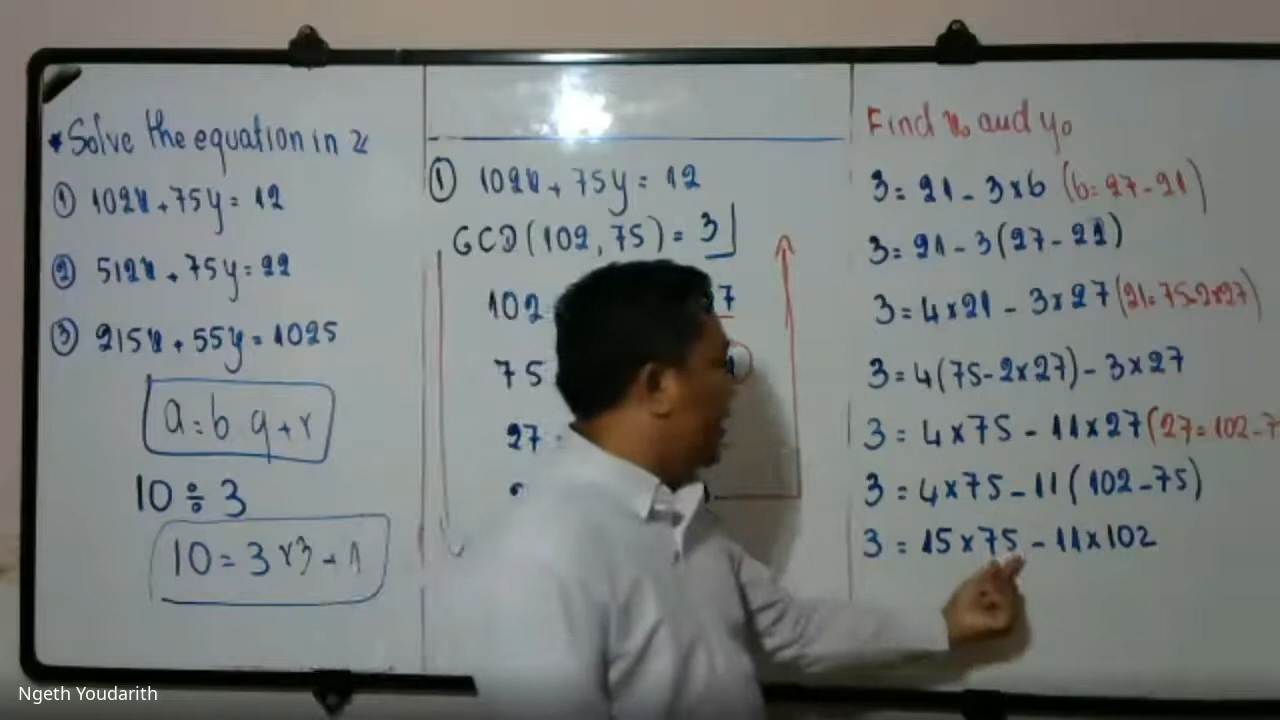 * Solve the equation in Z
① 102x + 75y = 12
② 512x + 75y = 22
③ 215x + 55y = 1025
a = b q + r
10 ÷ 3
10 = 3 x 3 + 1
① 102x + 75y = 12
GCD(102, 75) = 3
102 27
75
27
Find x₀ and y₀
3 = 21 - 3 x 6 (6 = 27 - 21)
3 = 21 - 3(27 - 21)
3 = 4 x 21 - 3 x 27 (21 = 75 - 2 x 27)
3 = 4(75 - 2 x 27) - 3 x 27
3 = 4 x 75 - 11 x 27 (27 = 102 - 7
3 = 4 x 75 - 11(102 - 75)
3 = 15 x 75 - 11 x 102
Ngeth Youdarith